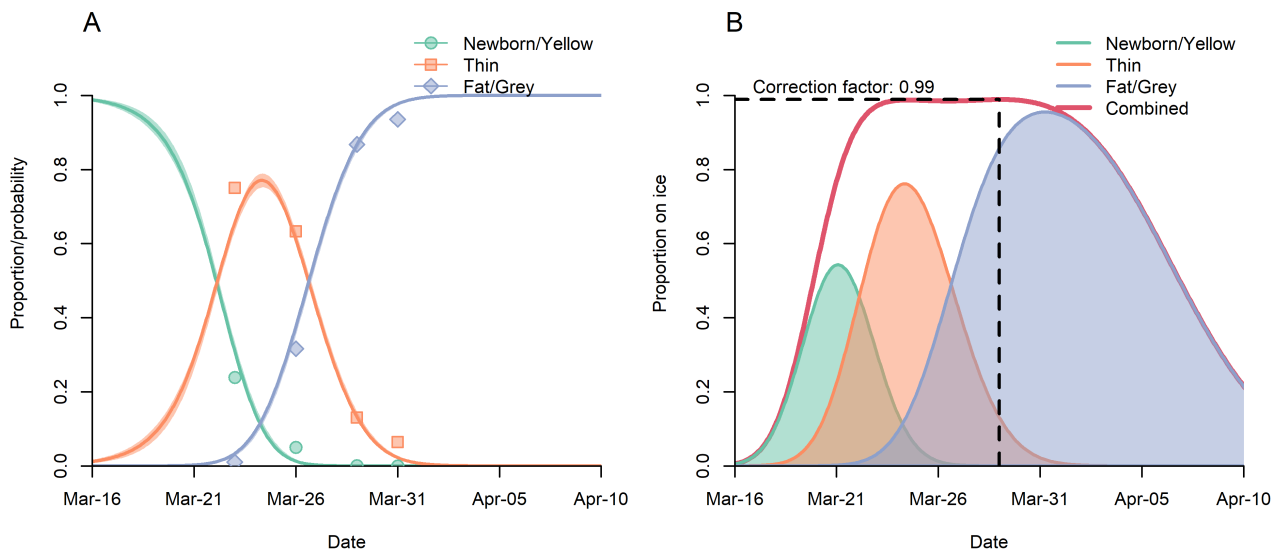 A
Newborn/Yellow
Thin
Fat/Grey
Proportion/probability
1.0
0.8
0.6
0.4
0.2
0.0
Mar-16 Mar-21 Mar-26 Mar-31 Apr-05 Apr-10
Date
B
Newborn/Yellow
Thin
Fat/Grey
Combined
Correction factor: 0.99
Proportion on ice
1.0
0.8
0.6
0.4
0.2
0.0
Mar-16 Mar-21 Mar-26 Mar-31 Apr-05 Apr-10
Date